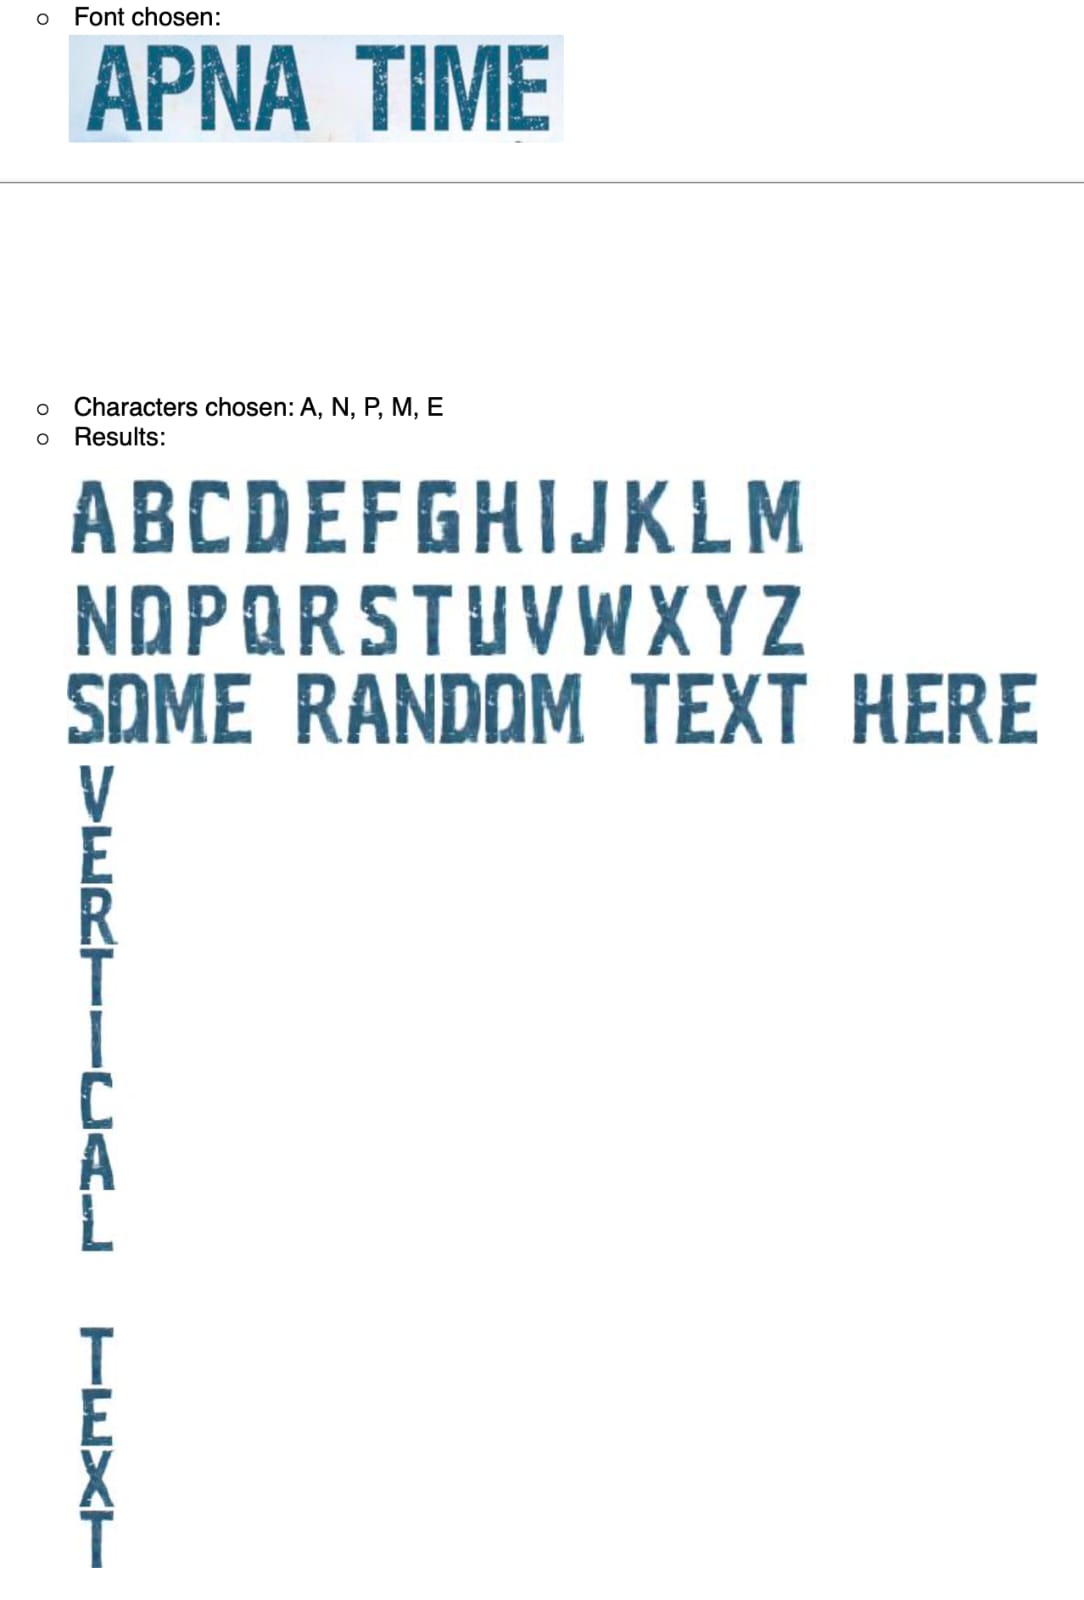 Font chosen:
APNA TIME
Characters chosen: A, N, P, M, E
Results:
ABCDEFGHIJKLM
NOPQRSTUVWXYZ
SOME RANDOM TEXT HERE
V
E
R
T
I
C
A
L
T
E
X
T